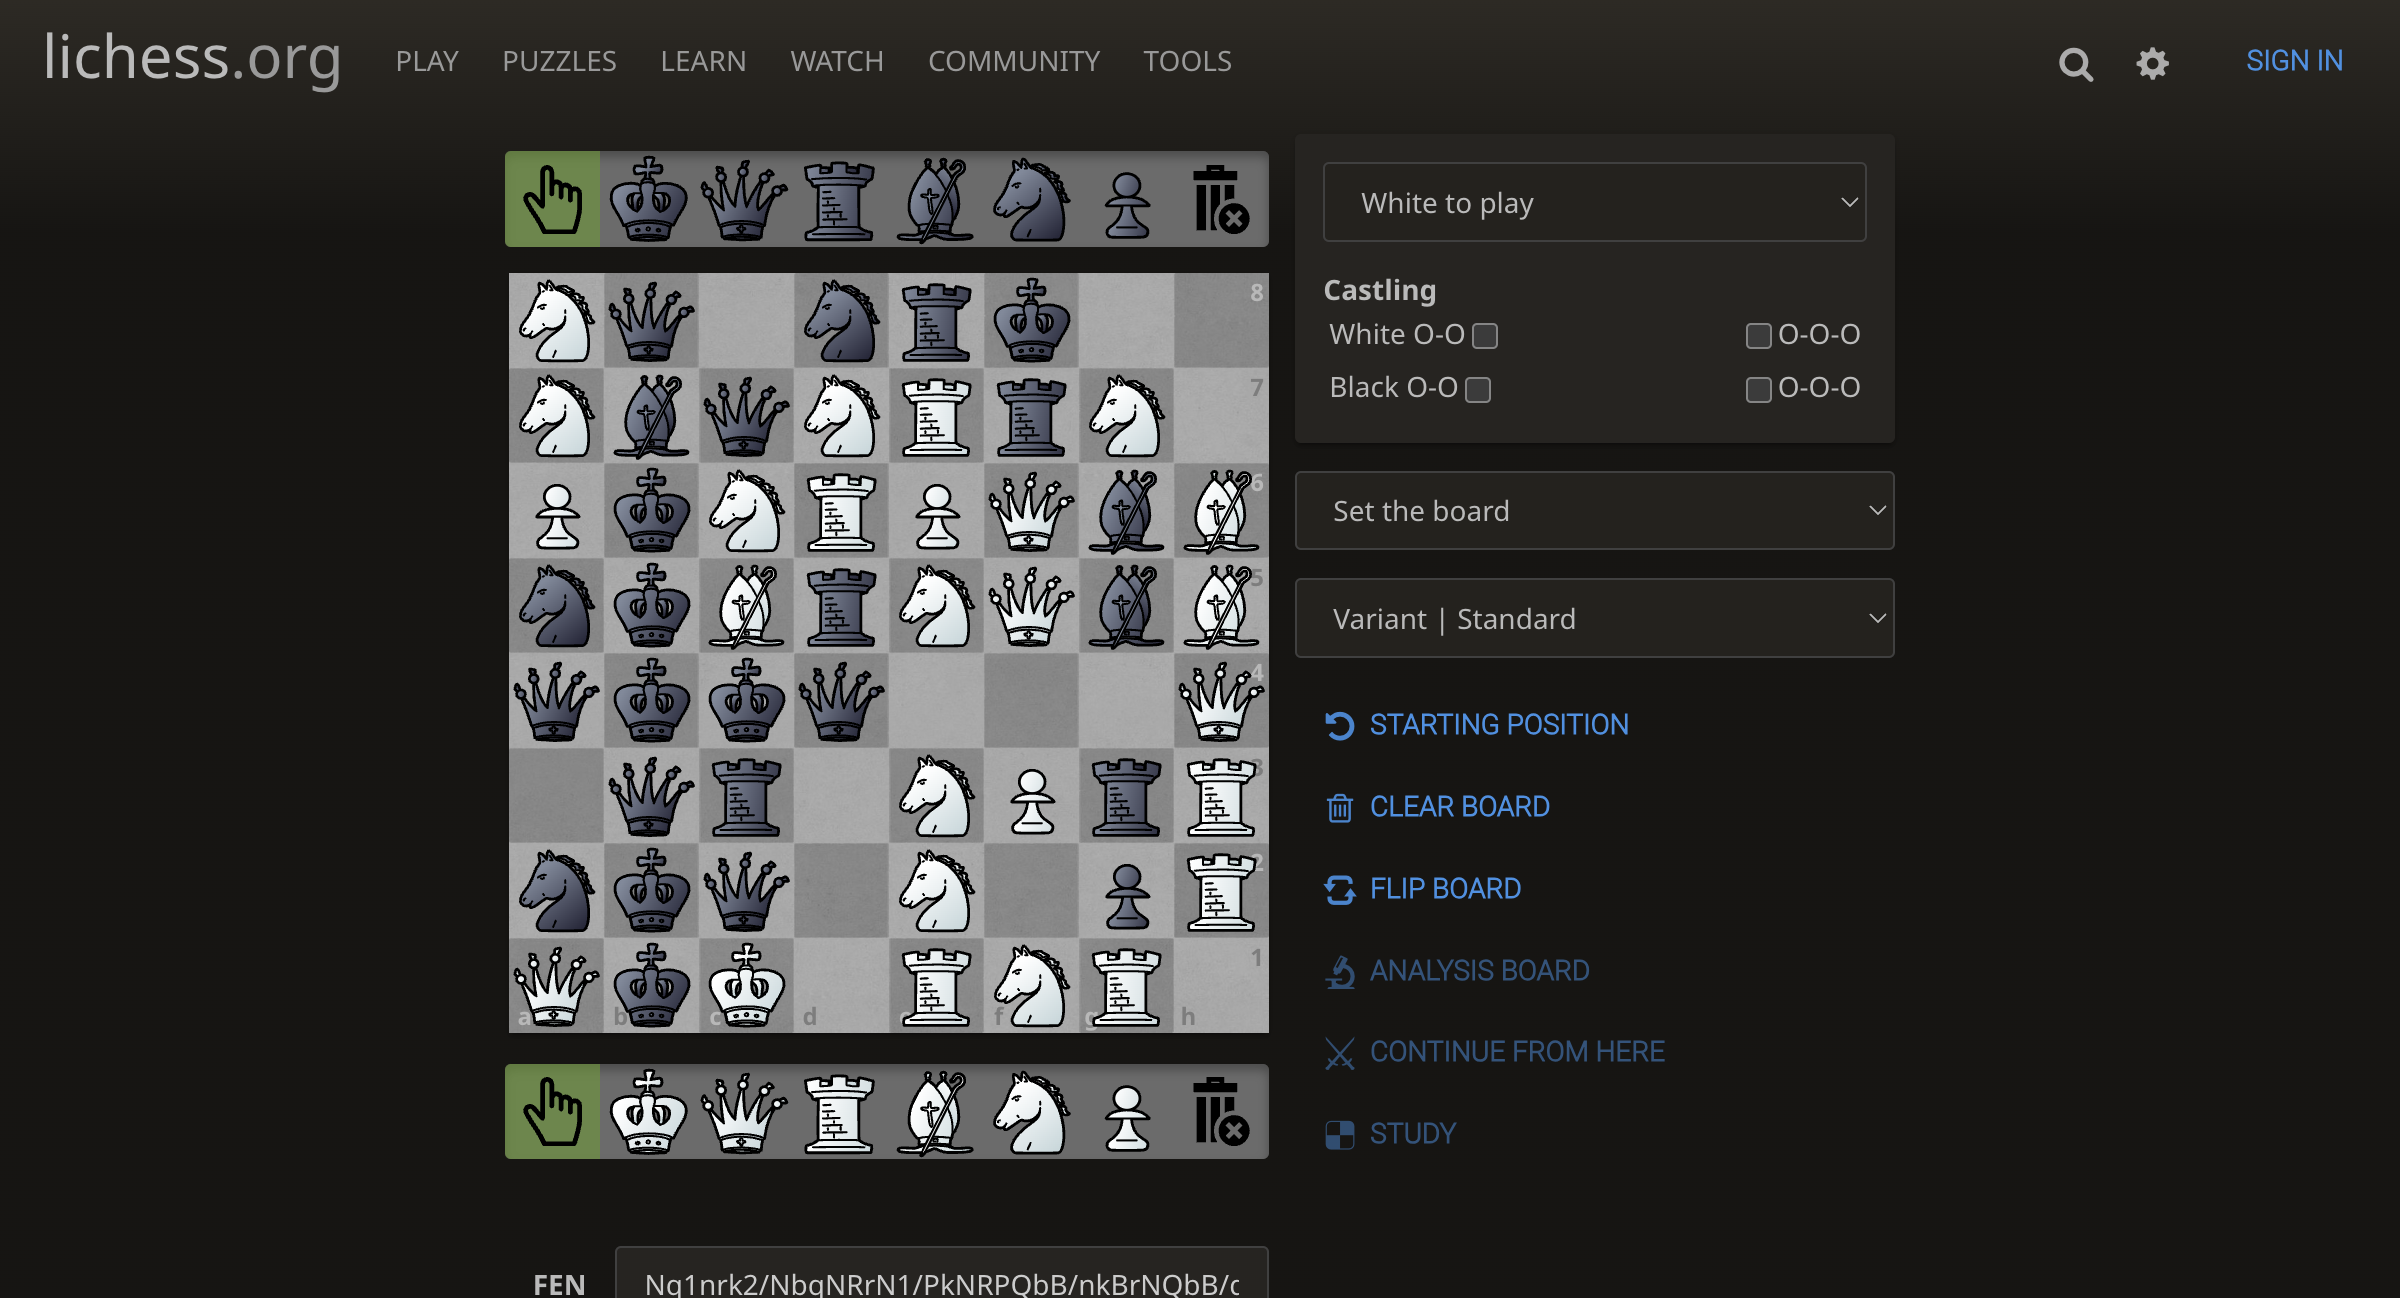 lichess.org PLAY PUZZLES LEARN WATCH COMMUNITY TOOLS SIGN IN
White to play
Castling
White O-O O-O-O
Black O-O O-O-O
Set the board
Variant | Standard
STARTING POSITION
CLEAR BOARD
FLIP BOARD
ANALYSIS BOARD
CONTINUE FROM HERE
STUDY
8
7
6
5
4
3
2
1
a b c d e f g h
FEN Nq1nrk2/NbqNRrN1/PkNRPQbB/nkBrNQbB/q